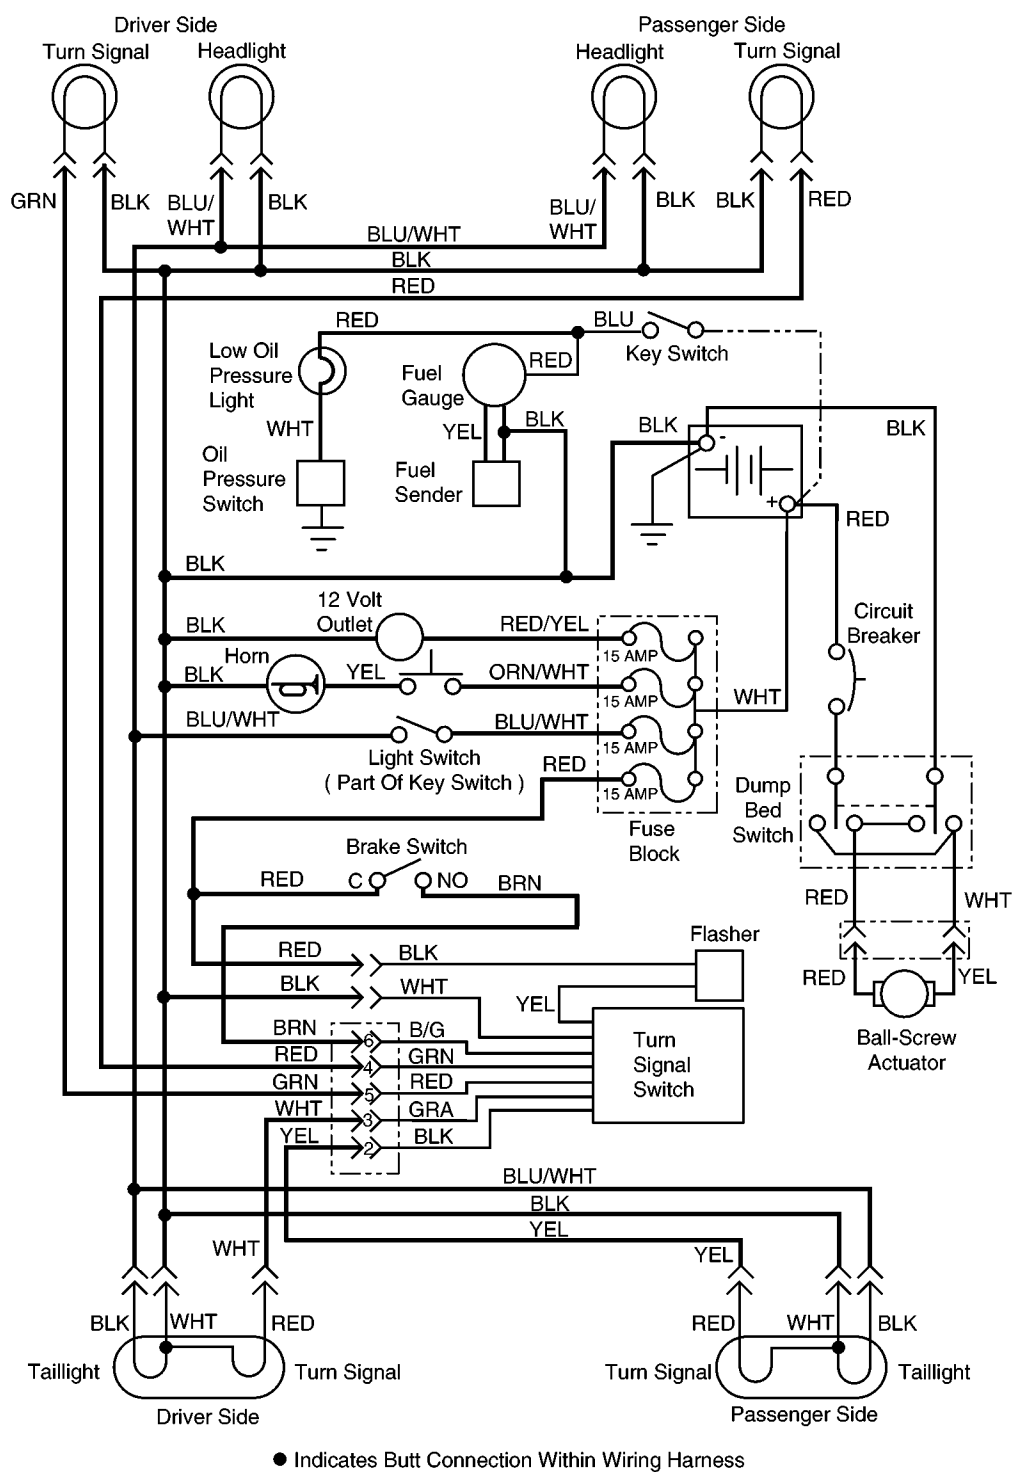 Driver Side
Passenger Side
Turn Signal
Headlight
Headlight
Turn Signal
GRN
BLK
BLU/
WHT
BLK
BLU/WHT
BLU/
WHT
BLK
BLK
RED
BLK
RED
RED
BLU
Key Switch
Low Oil
Pressure
Light
Fuel
Gauge
RED
WHT
YEL
BLK
BLK
-
BLK
Oil
Pressure
Switch
Fuel
Sender
+
RED
BLK
12 Volt
Outlet
BLK
RED/YEL
15 AMP
Circuit
Breaker
Horn
BLK
YEL
ORN/WHT
15 AMP
WHT
BLU/WHT
BLU/WHT
15 AMP
Light Switch
( Part Of Key Switch )
RED
15 AMP
Dump
Bed
Switch
Fuse
Block
Brake Switch
RED
C
NO
BRN
RED
WHT
Flasher
RED
BLK
RED
YEL
BLK
WHT
YEL
BRN
6
B/G
Turn
Signal
Switch
Ball-Screw
Actuator
RED
4
GRN
GRN
5
RED
WHT
3
GRA
YEL
2
BLK
BLU/WHT
BLK
YEL
WHT
YEL
BLK
WHT
RED
RED
WHT
BLK
Taillight
Turn Signal
Turn Signal
Taillight
Driver Side
Passenger Side
Indicates Butt Connection Within Wiring Harness